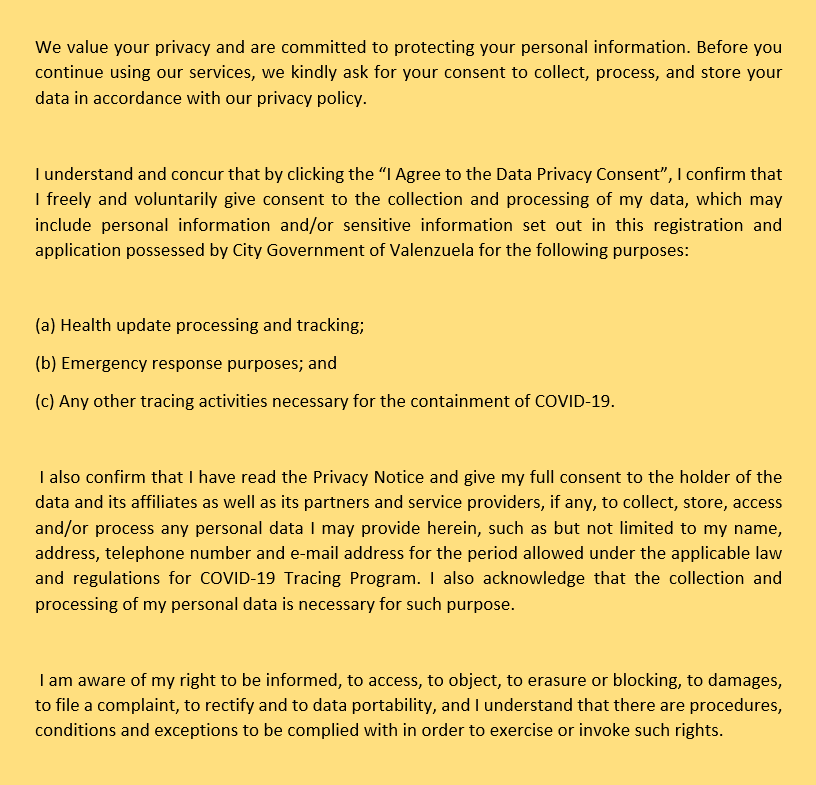 We value your privacy and are committed to protecting your personal information. Before you
continue using our services, we kindly ask for your consent to collect, process, and store your
data in accordance with our privacy policy.
I understand and concur that by clicking the “I Agree to the Data Privacy Consent”, I confirm that
I freely and voluntarily give consent to the collection and processing of my data, which may
include personal information and/or sensitive information set out in this registration and
application possessed by City Government of Valenzuela for the following purposes:
(a) Health update processing and tracking;
(b) Emergency response purposes; and
(c) Any other tracing activities necessary for the containment of COVID-19.
I also confirm that I have read the Privacy Notice and give my full consent to the holder of the
data and its affiliates as well as its partners and service providers, if any, to collect, store, access
and/or process any personal data I may provide herein, such as but not limited to my name,
address, telephone number and e-mail address for the period allowed under the applicable law
and regulations for COVID-19 Tracing Program. I also acknowledge that the collection and
processing of my personal data is necessary for such purpose.
I am aware of my right to be informed, to access, to object, to erasure or blocking, to damages,
to file a complaint, to rectify and to data portability, and I understand that there are procedures,
conditions and exceptions to be complied with in order to exercise or invoke such rights.